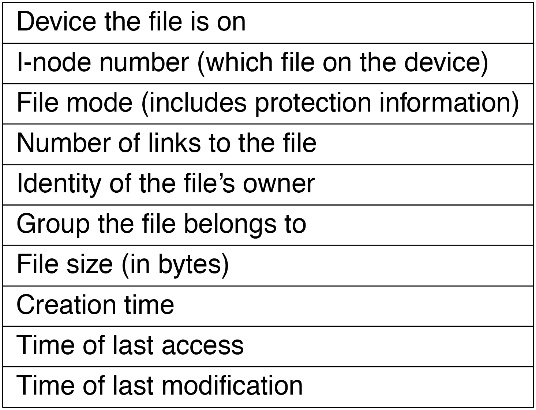 Device the file is on
I-node number (which file on the device)
File mode (includes protection information)
Number of links to the file
Identity of the file's owner
Group the file belongs to
File size (in bytes)
Creation time
Time of last access
Time of last modification